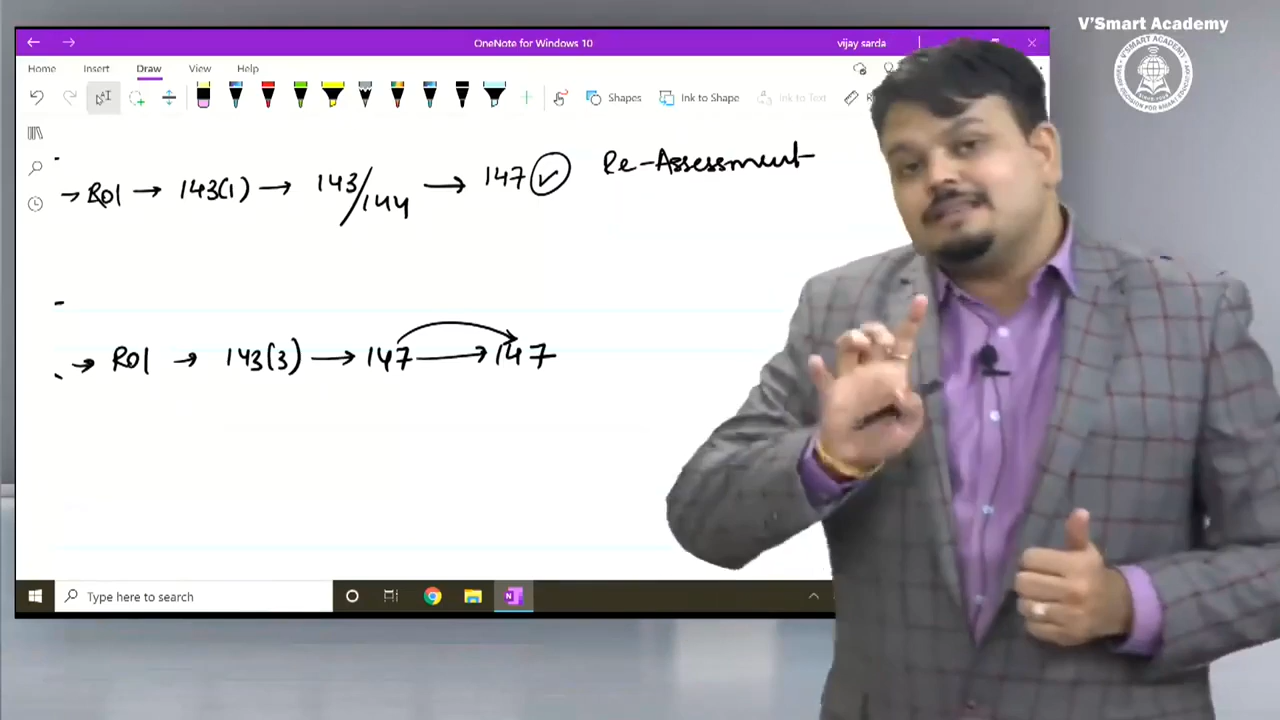 V'Smart Academy
OneNote for Windows 10
vijay sarda
Home Insert Draw View Help
Shapes Ink to Shape Ink to Text
→ ROI → 143(1) → 143/144 → 147 ✓ Re-Assessment
→ ROI → 143(3) → 147 → 147
Type here to search